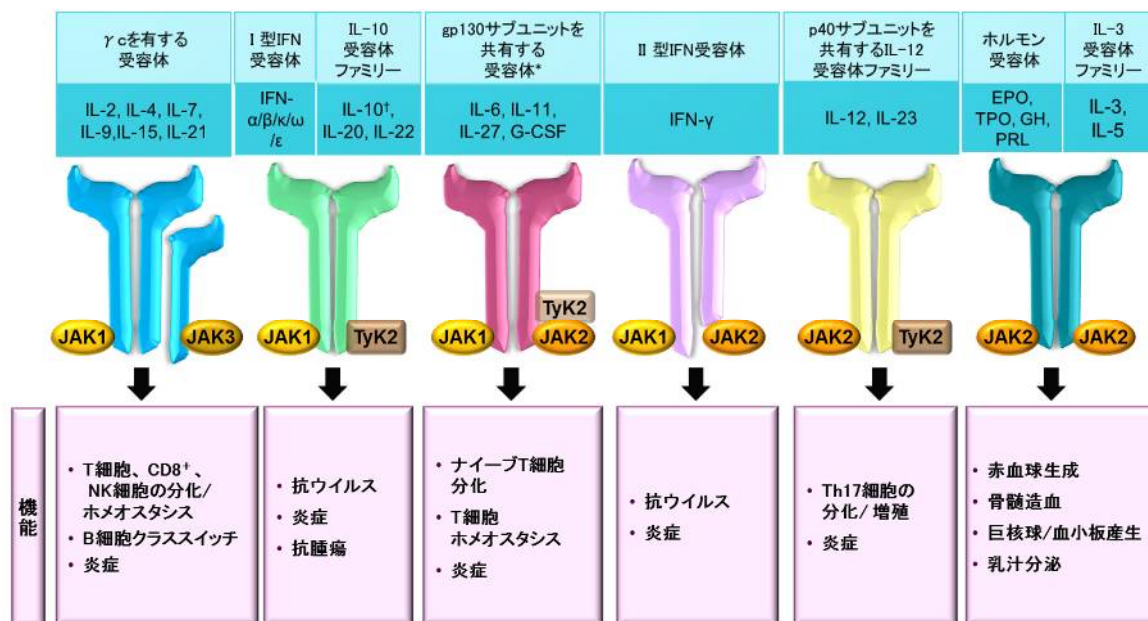 γcを有する
受容体
I 型IFN
受容体
IL-10
受容体
ファミリー
gp130サブユニットを
共有する
受容体*
II 型IFN受容体
p40サブユニットを
共有するIL-12
受容体ファミリー
ホルモン
受容体
IL-3
受容体
ファミリー
IL-2, IL-4, IL-7,
IL-9,IL-15, IL-21
IFN-
α/β/κ/ω
/ε
IL-10†,
IL-20, IL-22
IL-6, IL-11,
IL-27, G-CSF
IFN-γ
IL-12, IL-23
EPO,
TPO, GH,
PRL
IL-3,
IL-5
JAK1
JAK3
JAK1
TyK2
JAK1
TyK2
JAK2
JAK1
JAK2
JAK2
TyK2
JAK2
JAK2
機能
• T細胞、CD8+、
NK細胞の分化/
ホメオスタシス
• B細胞クラススイッチ
• 炎症
• 抗ウイルス
• 炎症
• 抗腫瘍
• ナイーブT細胞
分化
• T細胞
ホメオスタシス
• 炎症
• 抗ウイルス
• 炎症
• Th17細胞の
分化/ 増殖
• 炎症
• 赤血球生成
• 骨髄造血
• 巨核球/血小板産生
• 乳汁分泌